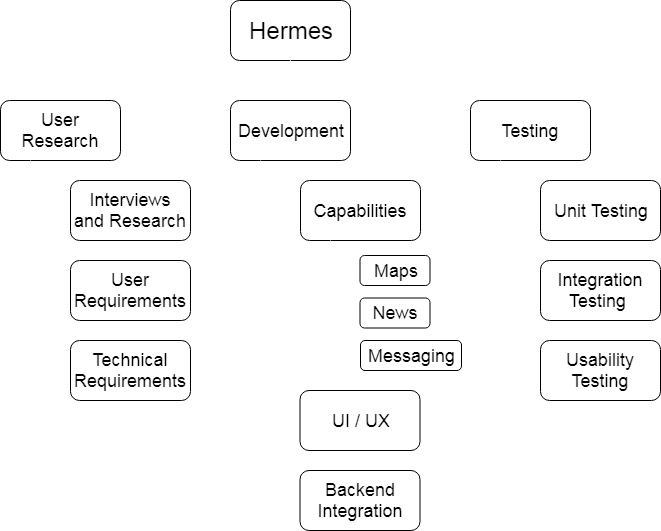 Hermes
User
Research
Interviews
and Research
User
Requirements
Technical
Requirements
Development
Capabilities
Maps
News
Messaging
UI / UX
Backend
Integration
Testing
Unit Testing
Integration
Testing
Usability
Testing